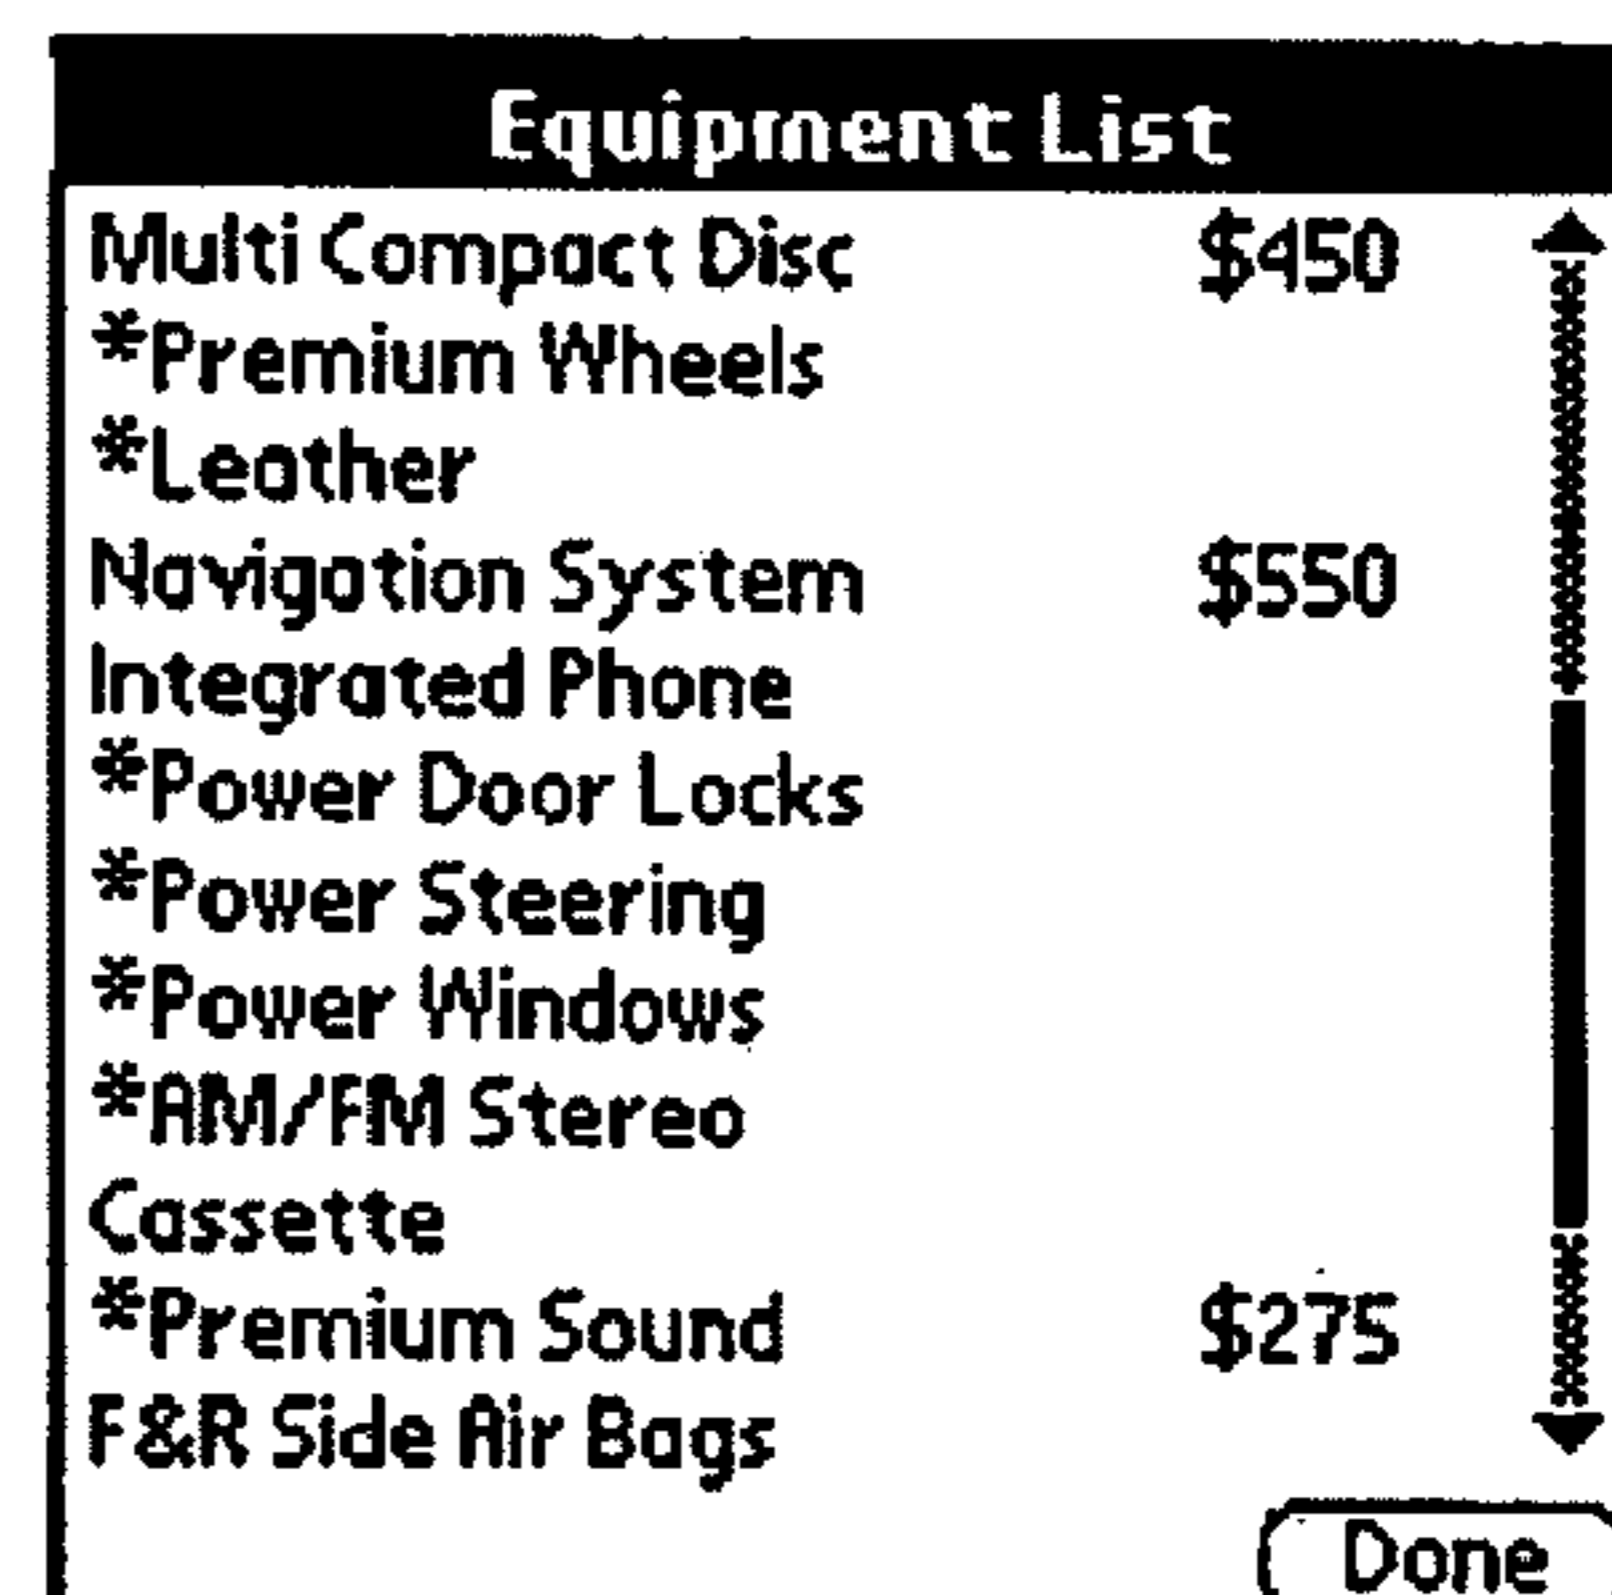 Equipment List
Multi Compact Disc $450
*Premium Wheels
*Leather
Navigation System $550
Integrated Phone
*Power Door Locks
*Power Steering
*Power Windows
*AM/FM Stereo
Cassette
*Premium Sound $275
F&R Side Air Bags
Done